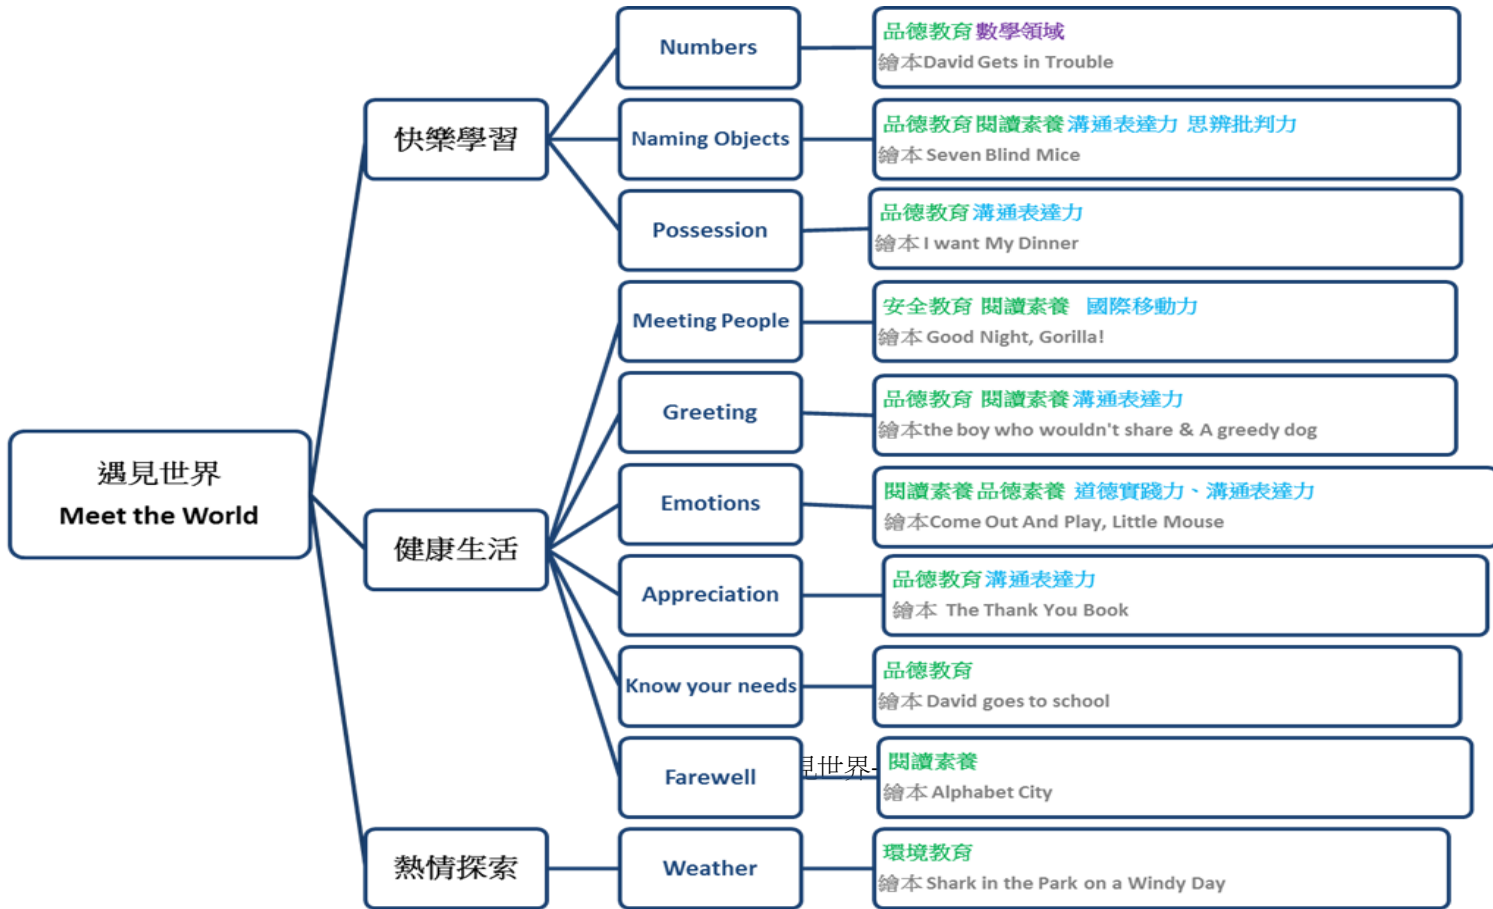 遇見世界
Meet the World
快樂學習
Numbers
品德教育數學領域
繪本David Gets in Trouble
Naming Objects
品德教育 閱讀素養 溝通表達力 思辨批判力
繪本 Seven Blind Mice
Possession
品德教育 溝通表達力
繪本 I want My Dinner
健康生活
Meeting People
安全教育 閱讀素養 國際移動力
繪本 Good Night, Gorilla!
Greeting
品德教育 閱讀素養 溝通表達力
繪本the boy who wouldn't share & A greedy dog
Emotions
閱讀素養 品德素養 道德實踐力、溝通表達力
繪本Come Out And Play, Little Mouse
Appreciation
品德教育 溝通表達力
繪本 The Thank You Book
Know your needs
品德教育
繪本 David goes to school
Farewell
見世界-
閱讀素養
繪本 Alphabet City
熱情探索
Weather
環境教育
繪本 Shark in the Park on a Windy Day